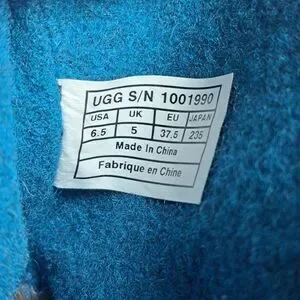 UGG S/N 1001990
USA UK EU JAPAN
6.5 5 37.5 235
Made In China
Fabrique en Chine